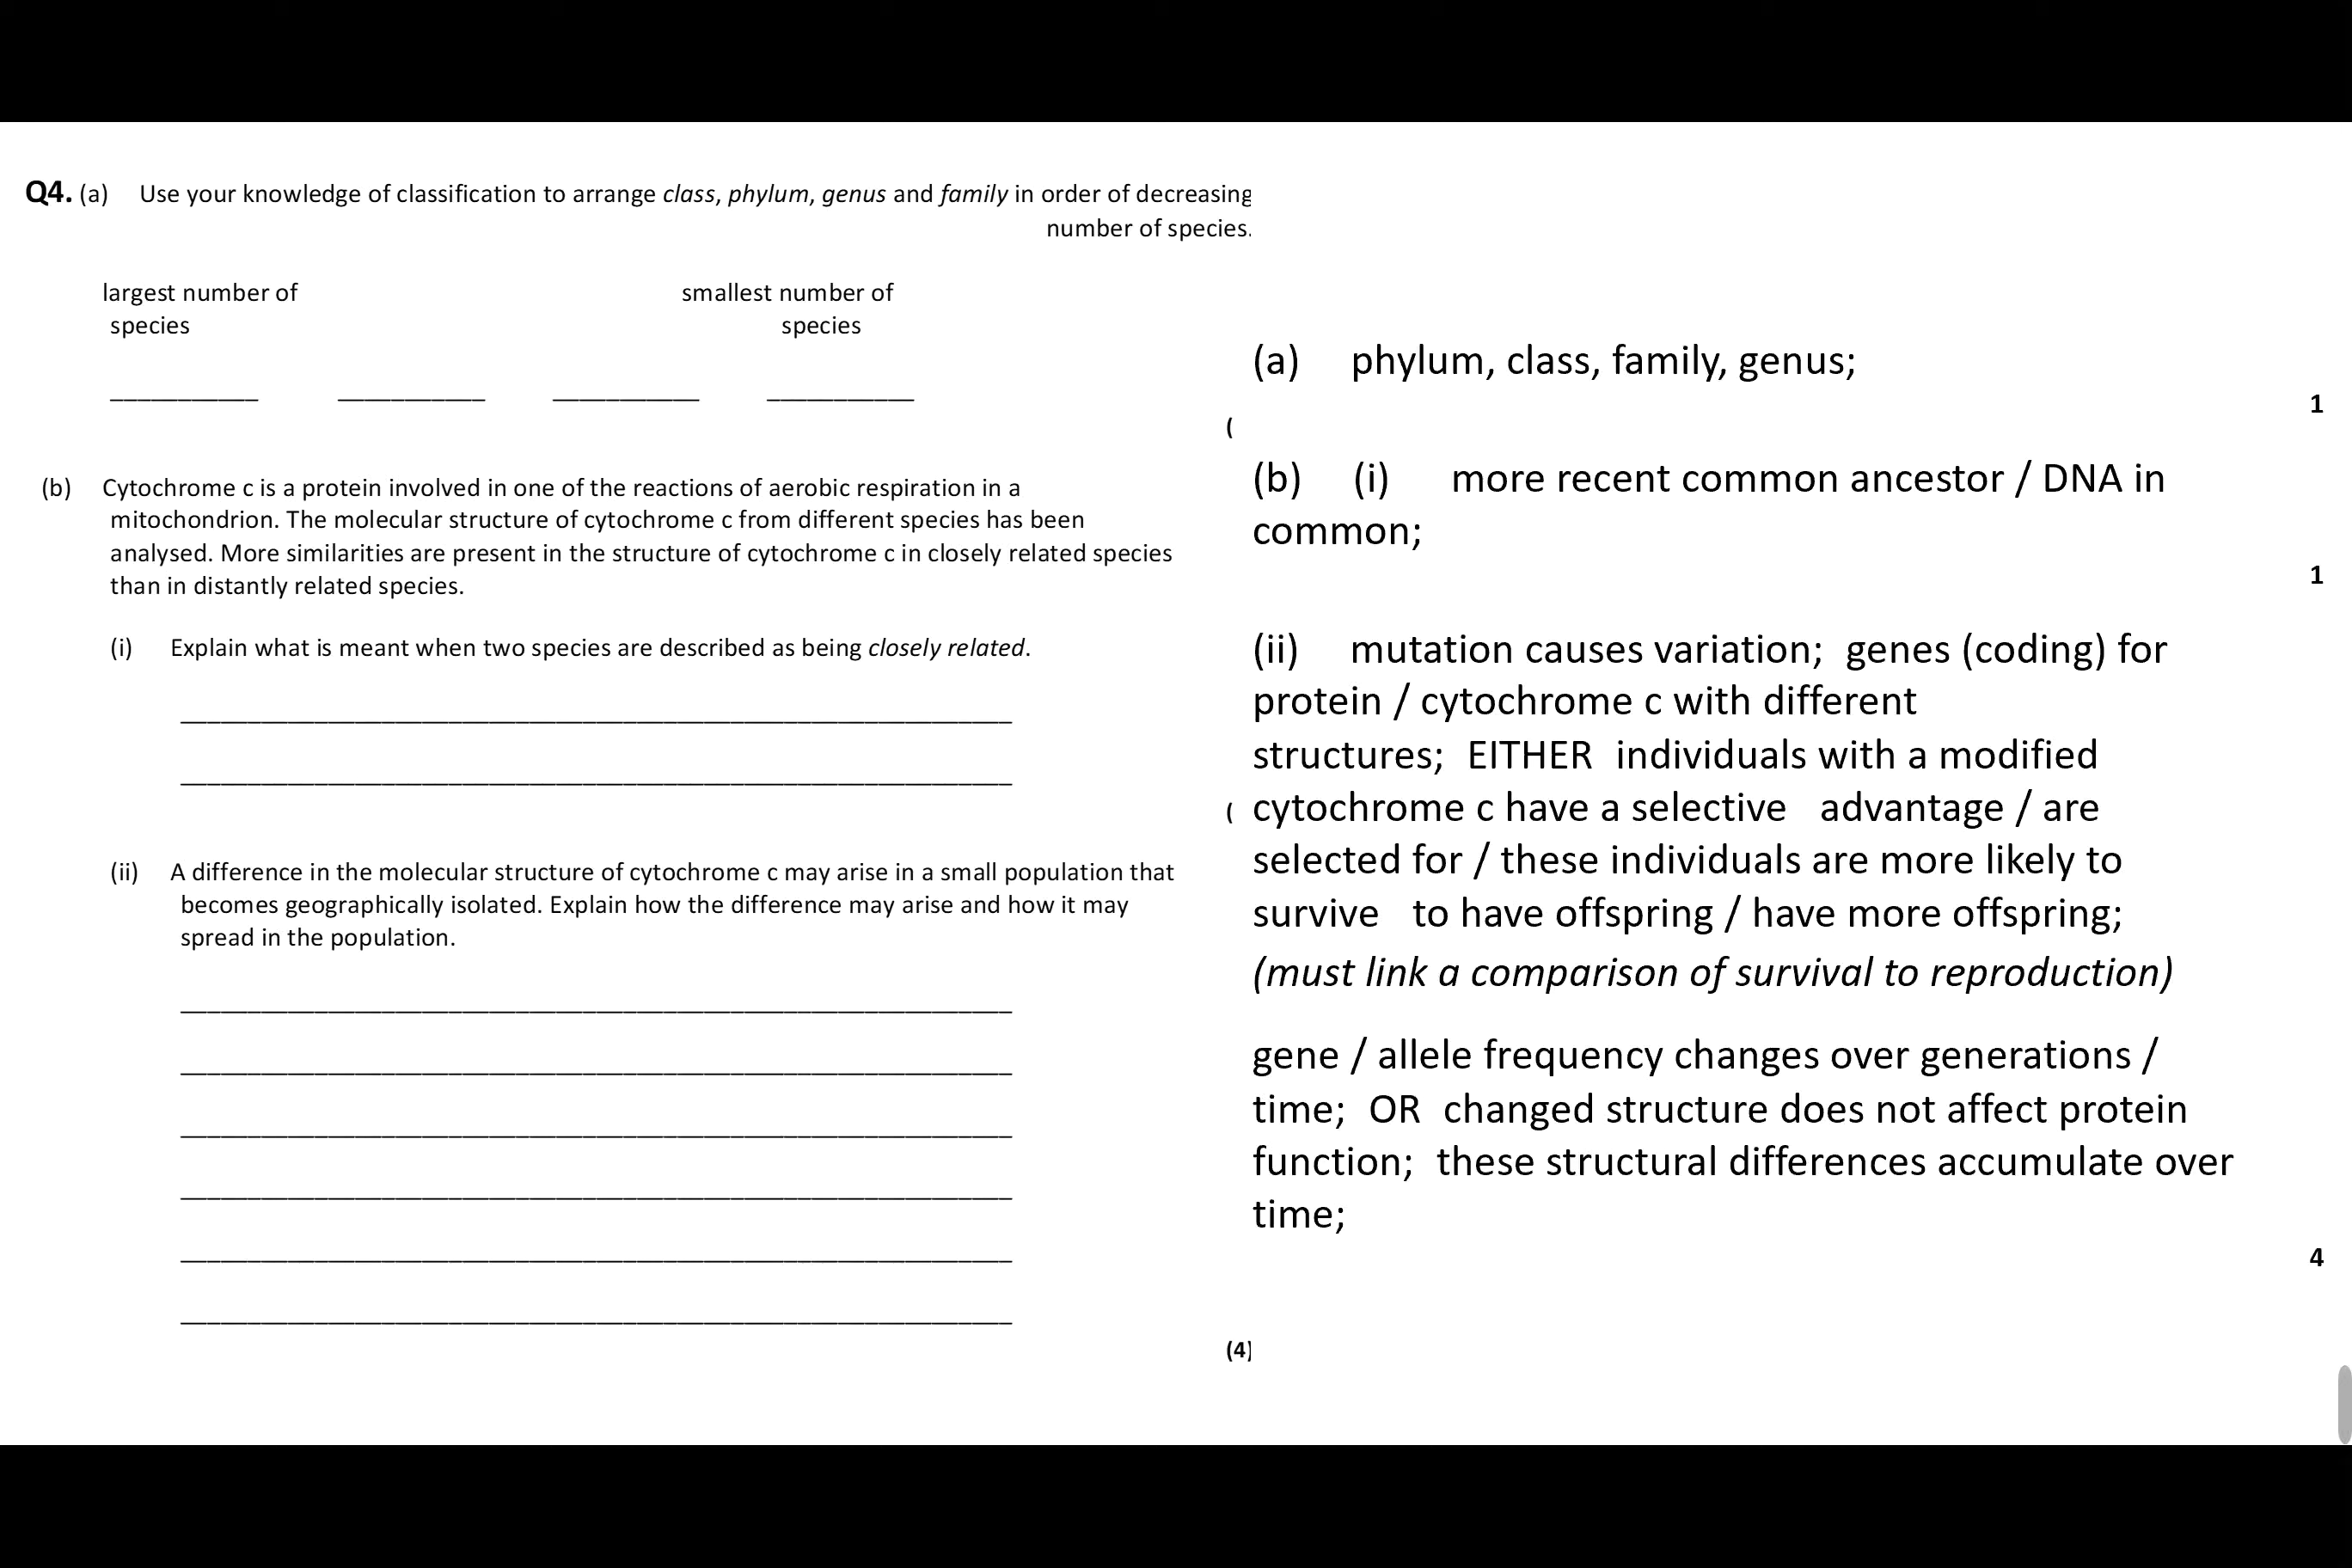 Q4. (a) Use your knowledge of classification to arrange class, phylum, genus and family in order of decreasing
number of species.
largest number of
species
smallest number of
species
___________ ___________ ___________ ___________
(
(b) Cytochrome c is a protein involved in one of the reactions of aerobic respiration in a
mitochondrion. The molecular structure of cytochrome c from different species has been
analysed. More similarities are present in the structure of cytochrome c in closely related species
than in distantly related species.
(i) Explain what is meant when two species are described as being closely related.
(
(ii) A difference in the molecular structure of cytochrome c may arise in a small population that
becomes geographically isolated. Explain how the difference may arise and how it may
spread in the population.
(4)
(a) phylum, class, family, genus;
1
(b) (i) more recent common ancestor / DNA in
common;
1
(ii) mutation causes variation; genes (coding) for
protein / cytochrome c with different
structures; EITHER individuals with a modified
cytochrome c have a selective advantage / are
selected for / these individuals are more likely to
survive to have offspring / have more offspring;
(must link a comparison of survival to reproduction)
gene / allele frequency changes over generations /
time; OR changed structure does not affect protein
function; these structural differences accumulate over
time;
4